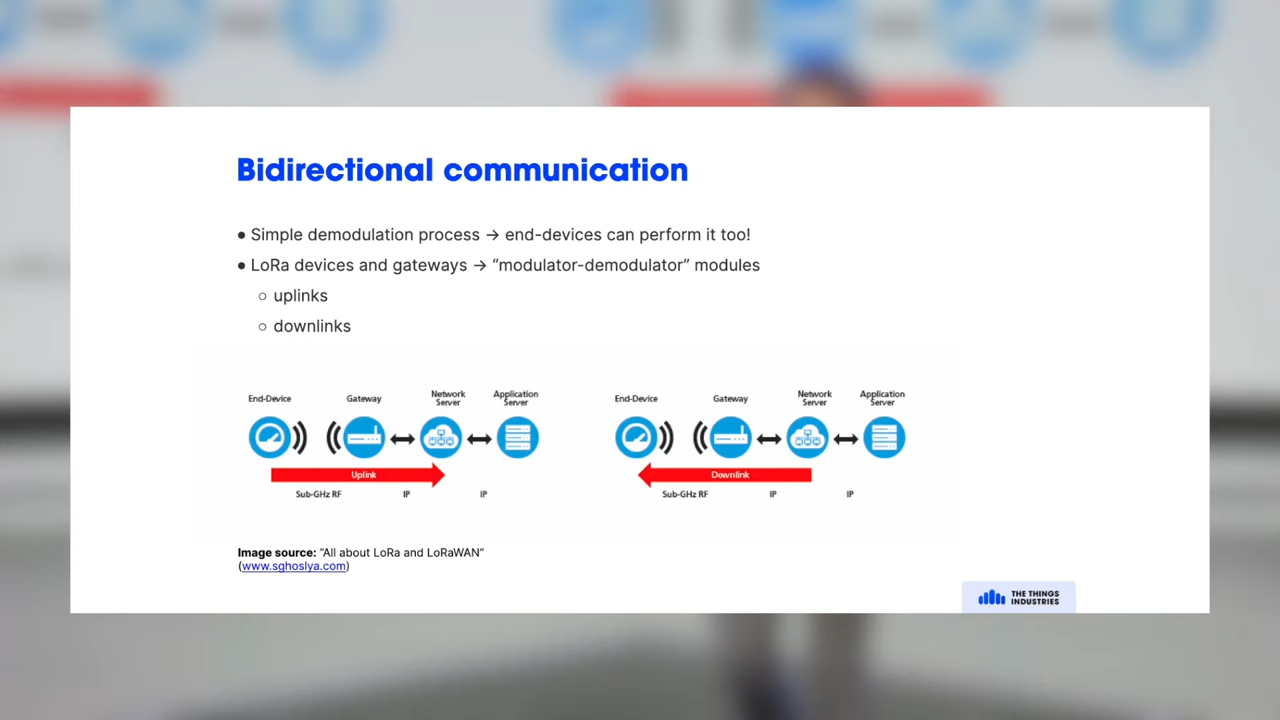 Bidirectional communication
● Simple demodulation process → end-devices can perform it too!
● LoRa devices and gateways → “modulator-demodulator” modules
○ uplinks
○ downlinks
End-Device
Gateway
Network
Server
Application
Server
Uplink
Sub-GHz RF
IP
IP
End-Device
Gateway
Network
Server
Application
Server
Downlink
Sub-GHz RF
IP
IP
Image source: “All about LoRa and LoRaWAN”
(www.sghoslya.com)
THE THINGS
INDUSTRIES